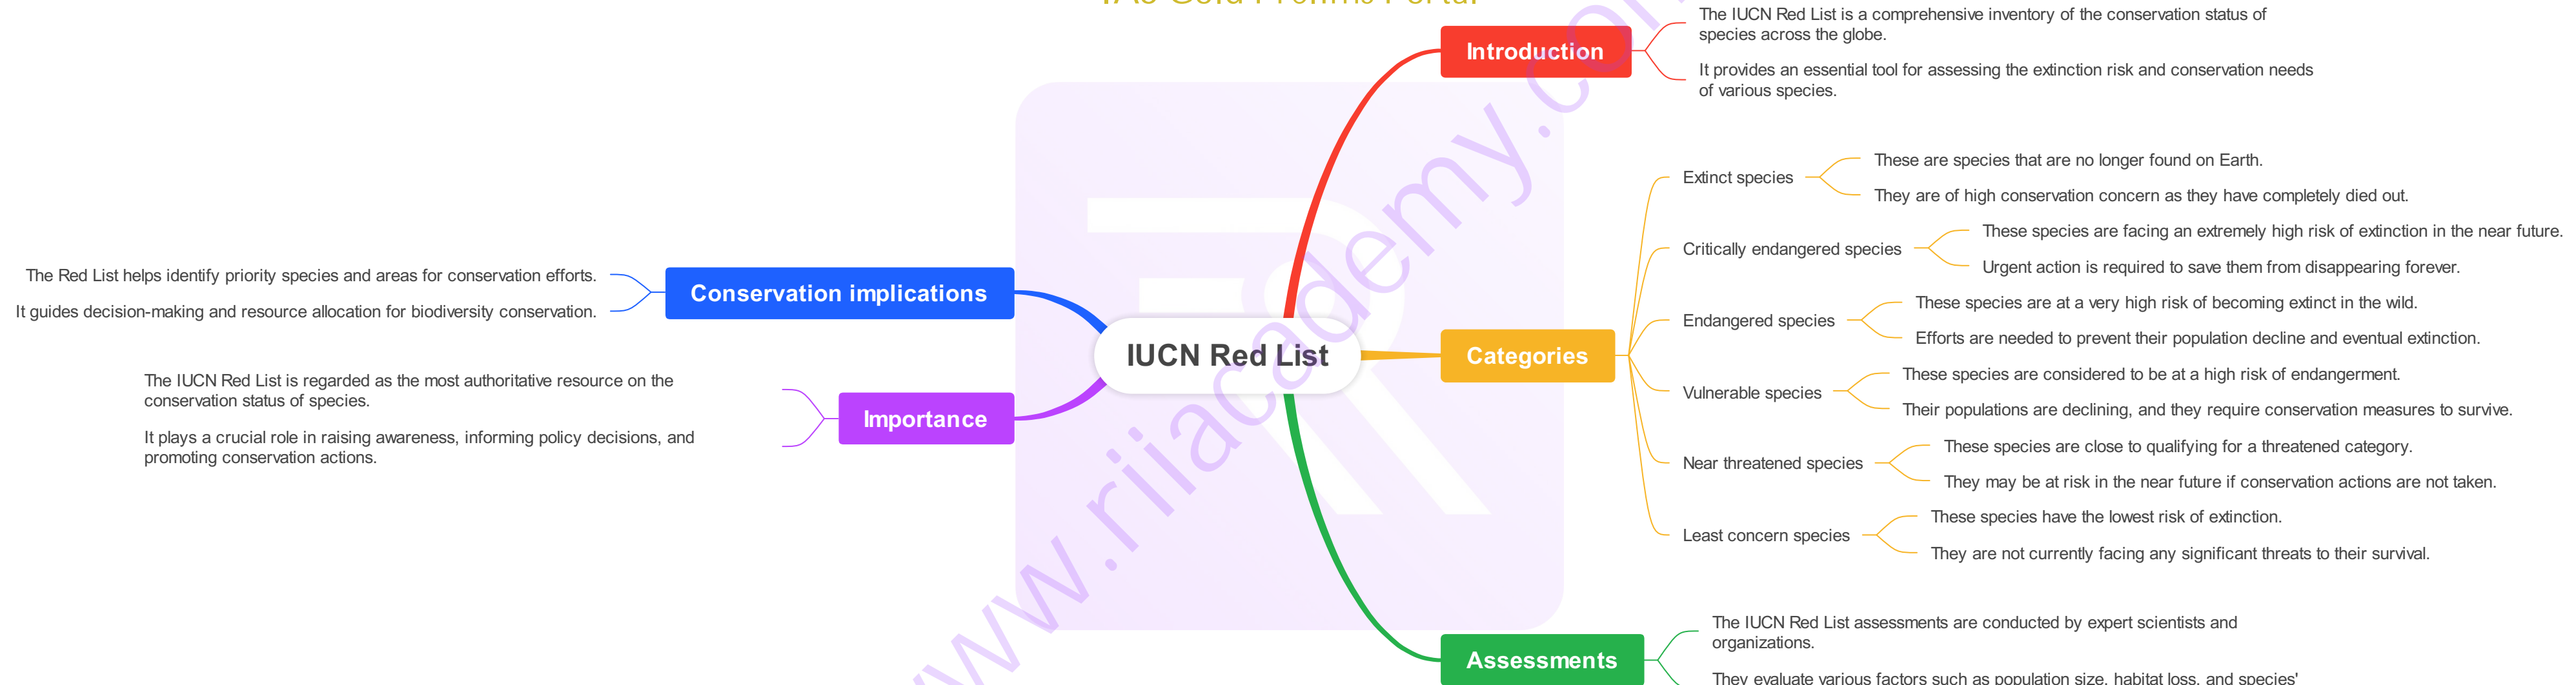 Introduction
The IUCN Red List is a comprehensive inventory of the conservation status of
species across the globe.
It provides an essential tool for assessing the extinction risk and conservation needs
of various species.
Categories
Extinct species
These are species that are no longer found on Earth.
They are of high conservation concern as they have completely died out.
Critically endangered species
These species are facing an extremely high risk of extinction in the near future.
Urgent action is required to save them from disappearing forever.
Endangered species
These species are at a very high risk of becoming extinct in the wild.
Efforts are needed to prevent their population decline and eventual extinction.
Vulnerable species
These species are considered to be at a high risk of endangerment.
Their populations are declining, and they require conservation measures to survive.
Near threatened species
These species are close to qualifying for a threatened category.
They may be at risk in the near future if conservation actions are not taken.
Least concern species
These species have the lowest risk of extinction.
They are not currently facing any significant threats to their survival.
Assessments
The IUCN Red List assessments are conducted by expert scientists and
organizations.
They evaluate various factors such as population size, habitat loss, and species'
IUCN Red List
Conservation implications
The Red List helps identify priority species and areas for conservation efforts.
It guides decision-making and resource allocation for biodiversity conservation.
Importance
The IUCN Red List is regarded as the most authoritative resource on the
conservation status of species.
It plays a crucial role in raising awareness, informing policy decisions, and
promoting conservation actions.